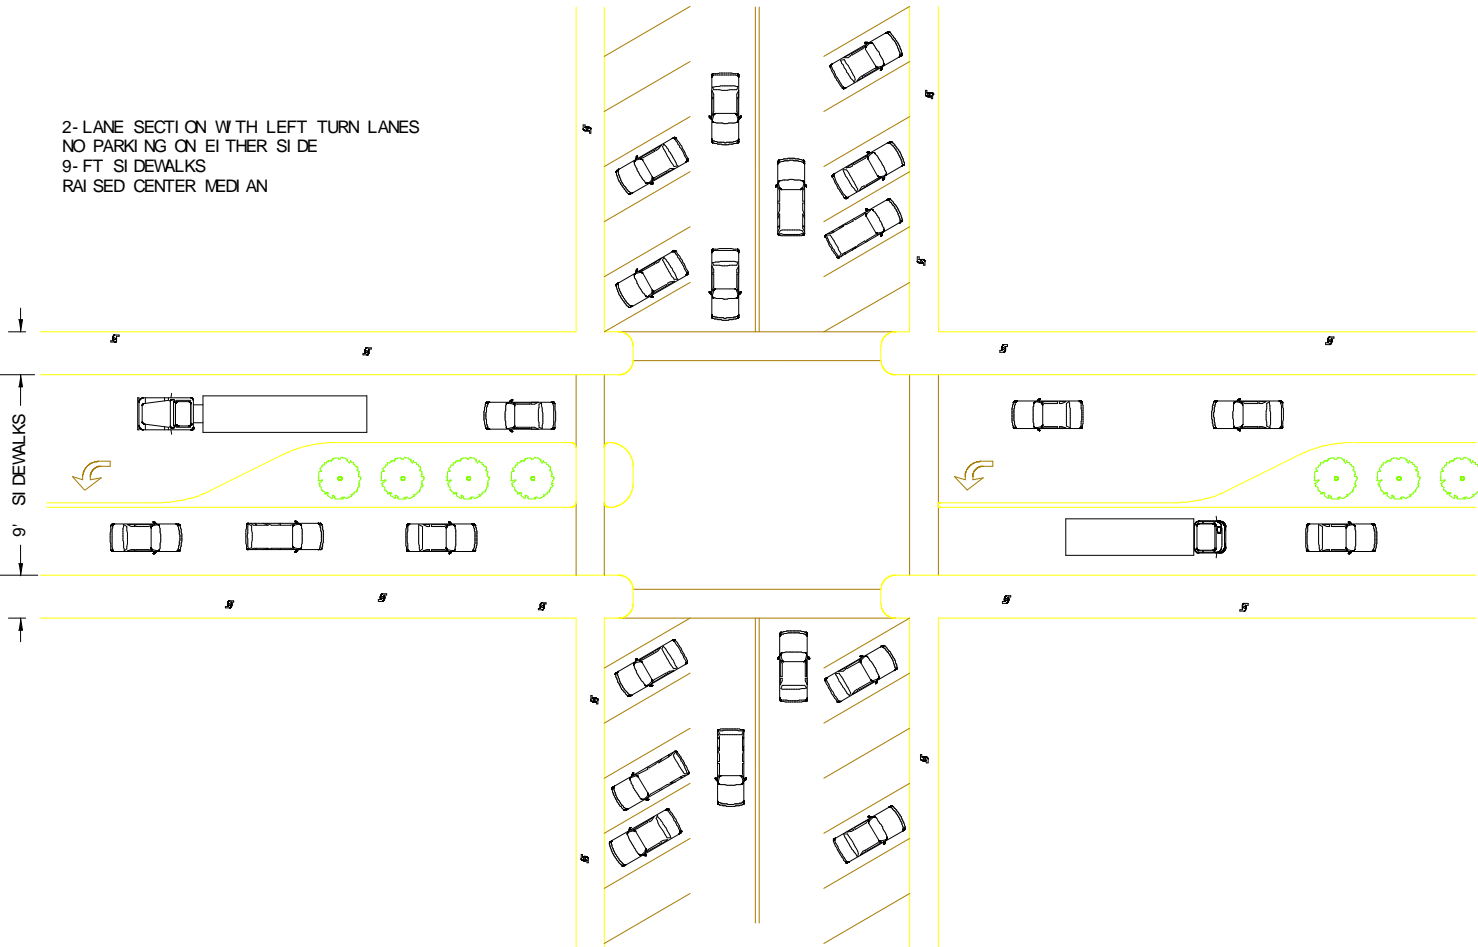 2-LANE SECTION WITH LEFT TURN LANES
NO PARKING ON EITHER SIDE
9-FT SIDEWALKS
RAISED CENTER MEDIAN
9' SIDEWALKS